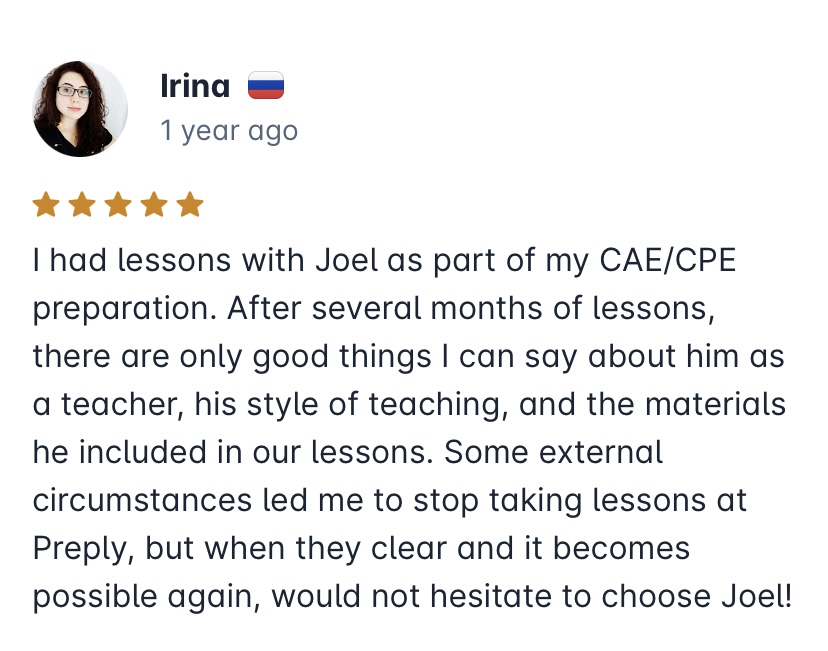 Irina
1 year ago
I had lessons with Joel as part of my CAE/CPE
preparation. After several months of lessons,
there are only good things I can say about him as
a teacher, his style of teaching, and the materials
he included in our lessons. Some external
circumstances led me to stop taking lessons at
Preply, but when they clear and it becomes
possible again, would not hesitate to choose Joel!